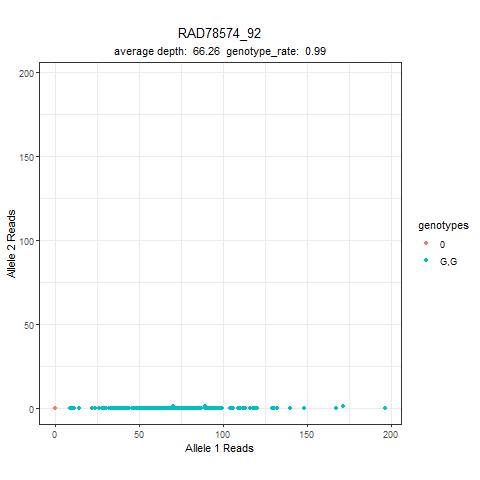 RAD78574_92
average depth:  66.26  genotype_rate:  0.99
200
150
100
50
0
Allele 2 Reads
0
50
100
150
200
Allele 1 Reads
genotypes
0
G,G